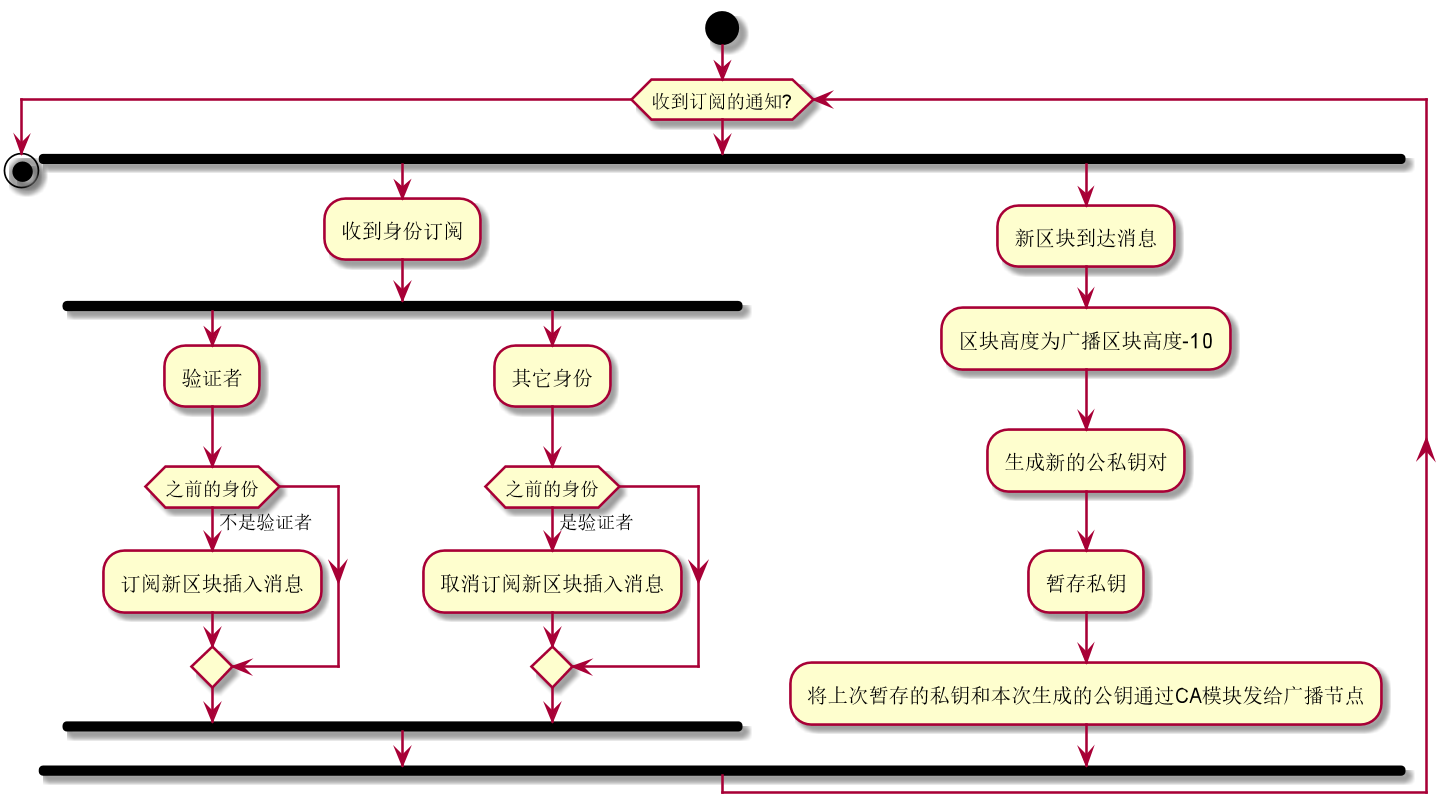 收到订阅的通知?
收到身份订阅
验证者
之前的身份
不是验证者
订阅新区块插入消息
其它身份
之前的身份
是验证者
取消订阅新区块插入消息
新区块到达消息
区块高度为广播区块高度-10
生成新的公私钥对
暂存私钥
将上次暂存的私钥和本次生成的公钥通过CA模块发给广播节点